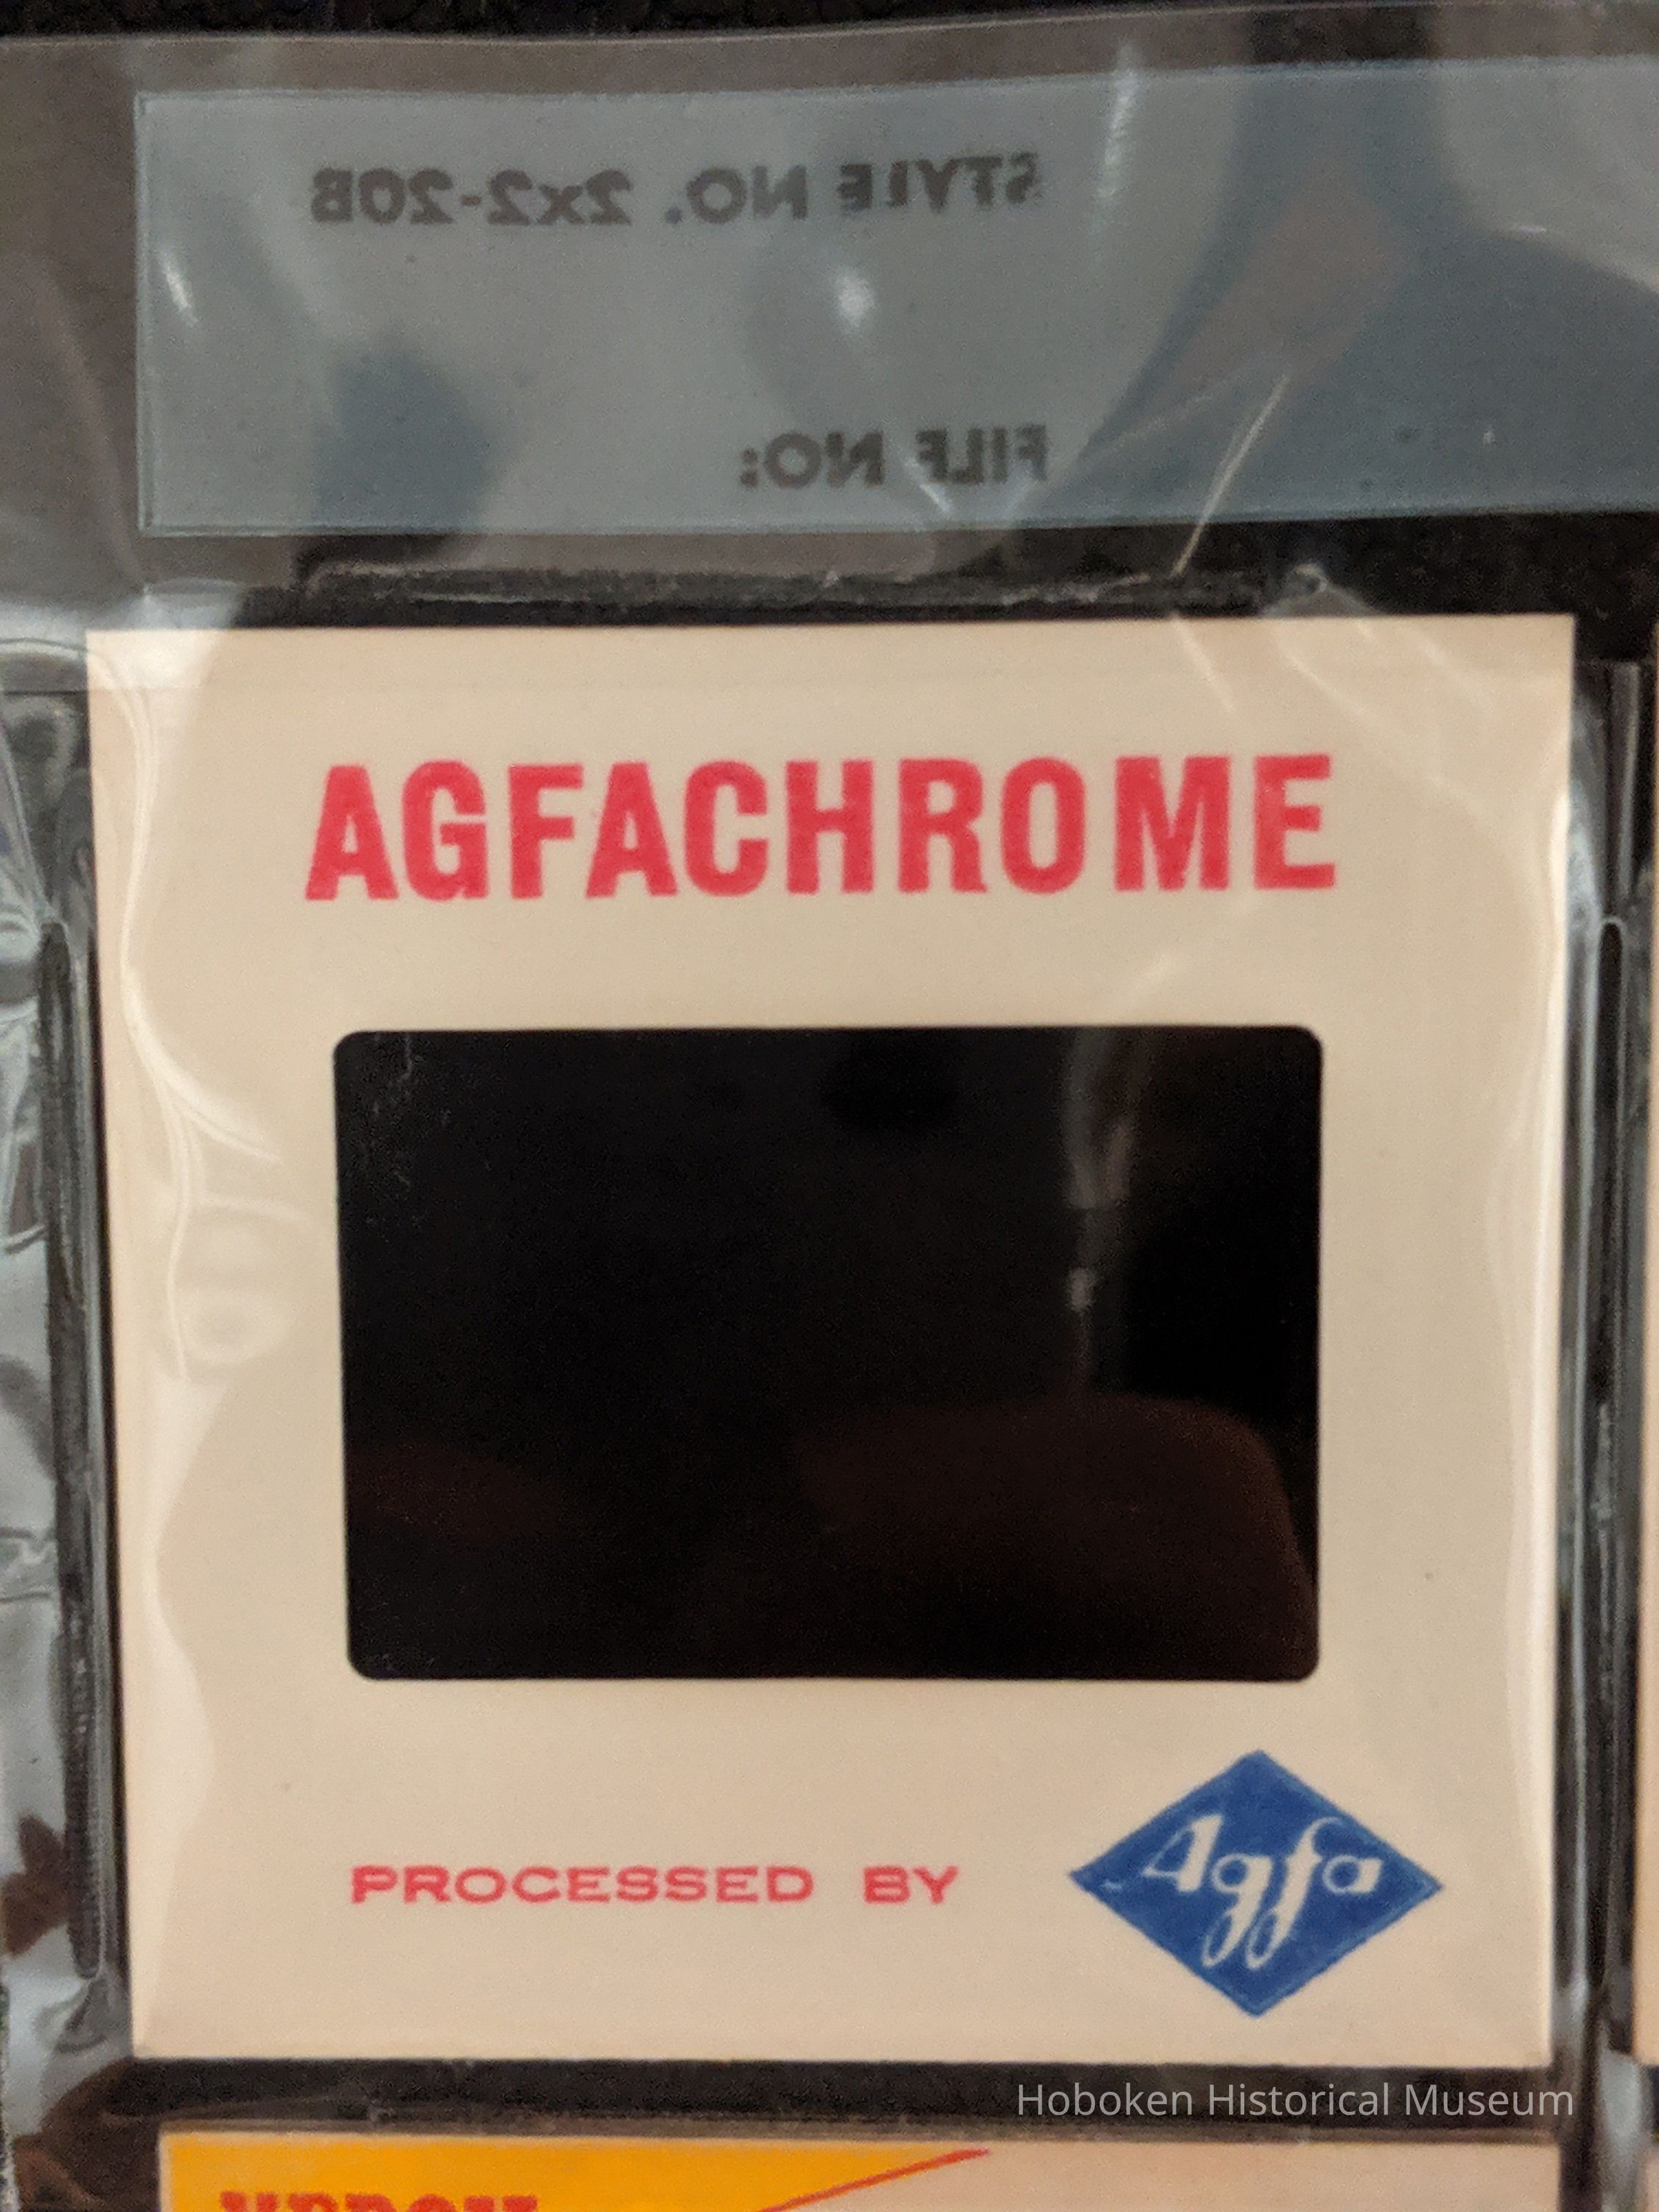 STYLE NO. 2x2-20B
FILE NO:
AGFACHROME
PROCESSED BY
Agfa
Hoboken Historical Museum